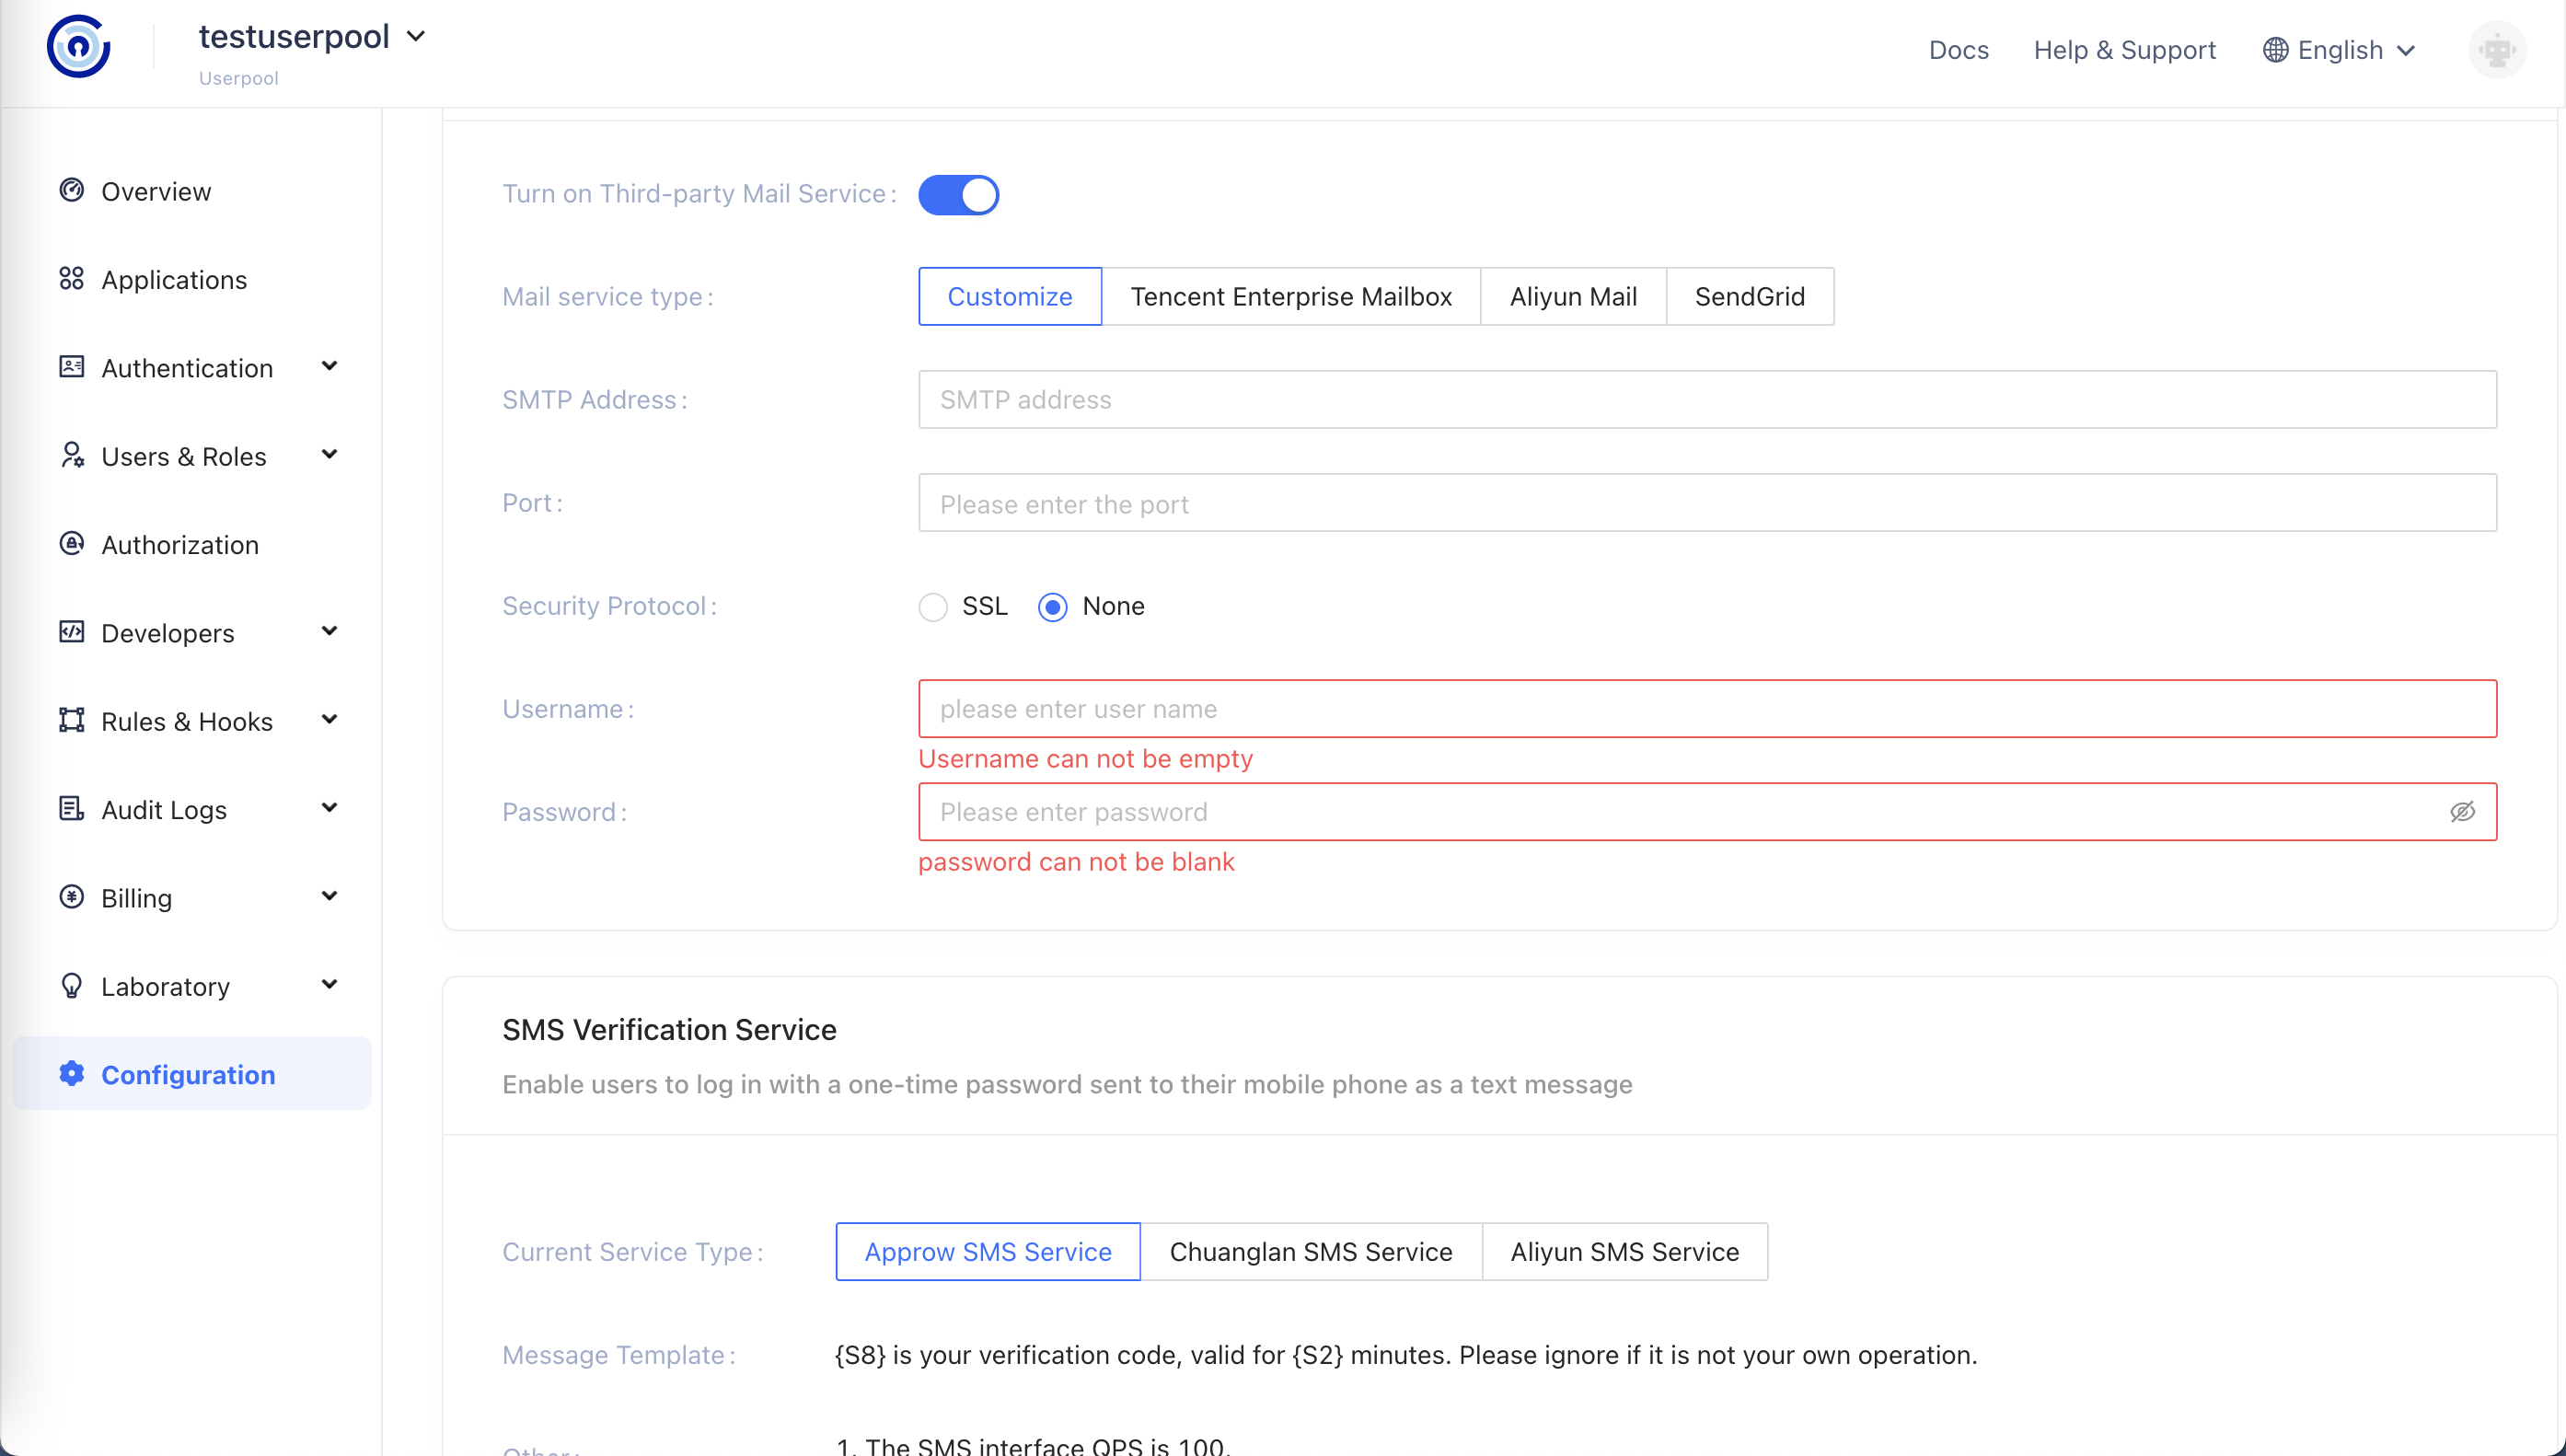 testuserpool
Userpool
Docs
Help & Support
English
Overview
Applications
Authentication
Users & Roles
Authorization
Developers
Rules & Hooks
Audit Logs
Billing
Laboratory
Configuration
Turn on Third-party Mail Service:
Mail service type: Customize Tencent Enterprise Mailbox Aliyun Mail SendGrid
SMTP Address: SMTP address
Port: Please enter the port
Security Protocol: SSL None
Username: please enter user name
Username can not be empty
Password: Please enter password
password can not be blank
SMS Verification Service
Enable users to log in with a one-time password sent to their mobile phone as a text message
Current Service Type: Approw SMS Service Chuanglan SMS Service Aliyun SMS Service
Message Template: {S8} is your verification code, valid for {S2} minutes. Please ignore if it is not your own operation.
Other: 1. The SMS interface QPS is 100.